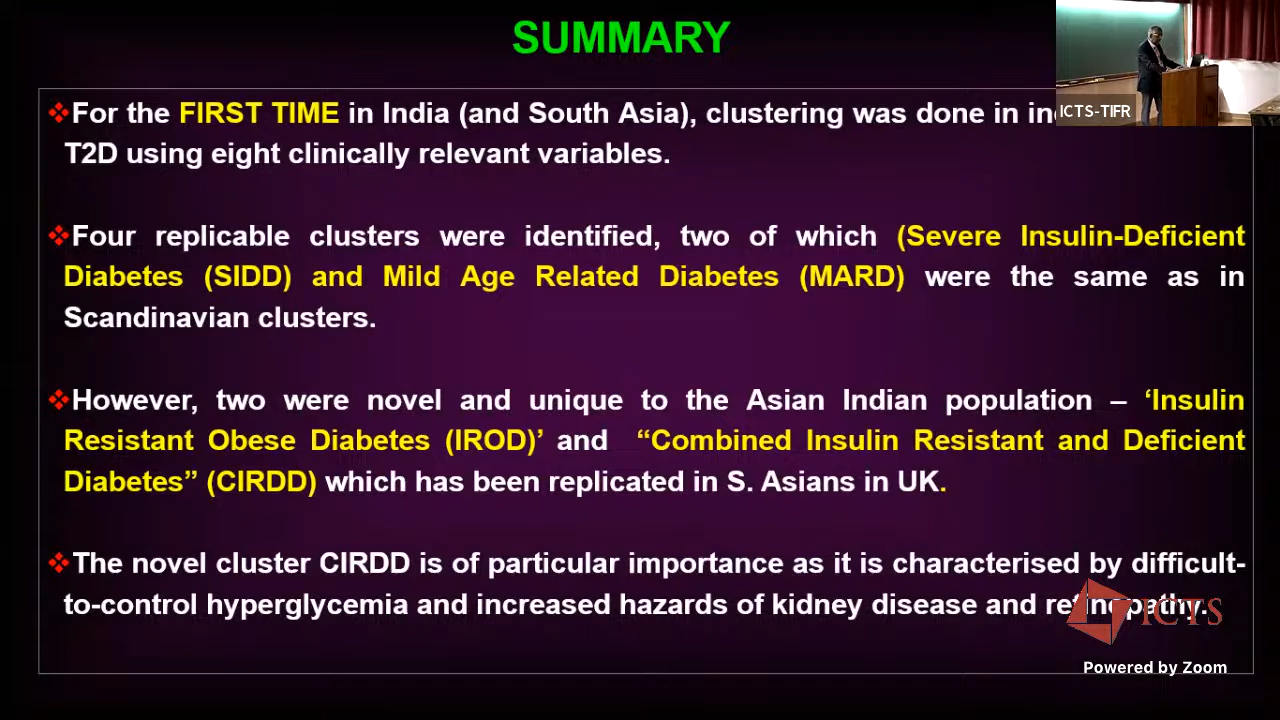 SUMMARY
❖For the FIRST TIME in India (and South Asia), clustering was done in
T2D using eight clinically relevant variables.
❖Four replicable clusters were identified, two of which (Severe Insulin-Deficient
Diabetes (SIDD) and Mild Age Related Diabetes (MARD) were the same as in
Scandinavian clusters.
❖However, two were novel and unique to the Asian Indian population – ‘Insulin
Resistant Obese Diabetes (IROD)’ and “Combined Insulin Resistant and Deficient
Diabetes” (CIRDD) which has been replicated in S. Asians in UK.
❖The novel cluster CIRDD is of particular importance as it is characterised by difficult-
to-control hyperglycemia and increased hazards of kidney disease and retinopathy.
ICTS-TIFR
ICTS
Powered by Zoom